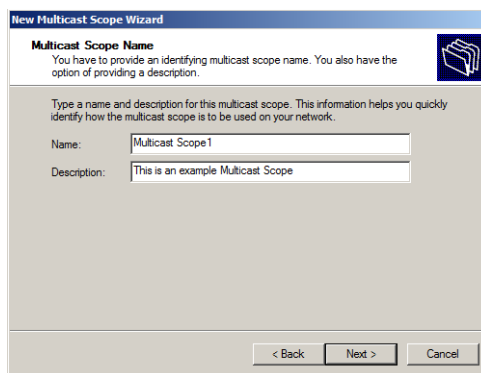 New Multicast Scope Wizard
Multicast Scope Name
You have to provide an identifying multicast scope name. You also have the
option of providing a description.
Type a name and description for this multicast scope. This information helps you quickly
identify how the multicast scope is to be used on your network.
Name: Multicast Scope1
Description: This is an example Multicast Scope
< Back Next > Cancel